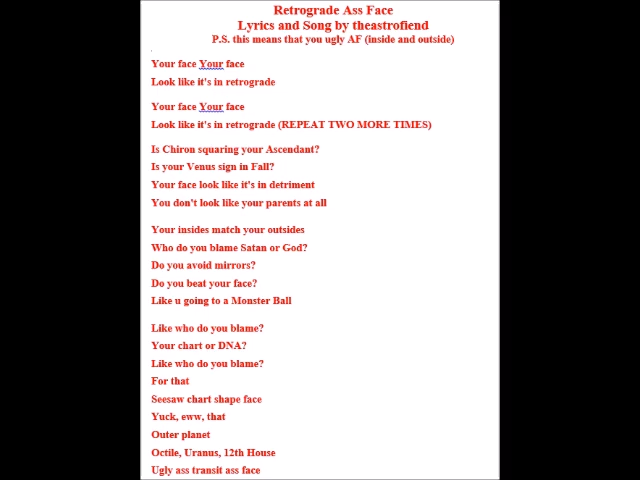 Retrograde Ass Face
Lyrics and Song by theastrofiend
P.S. this means that you ugly AF (inside and outside)
Your face Your face
Look like it's in retrograde
Your face Your face
Look like it's in retrograde (REPEAT TWO MORE TIMES)
Is Chiron squaring your Ascendant?
Is your Venus sign in Fall?
Your face look like it's in detriment
You don't look like your parents at all
Your insides match your outsides
Who do you blame Satan or God?
Do you avoid mirrors?
Do you beat your face?
Like u going to a Monster Ball
Like who do you blame?
Your chart or DNA?
Like who do you blame?
For that
Seesaw chart shape face
Yuck, eww, that
Outer planet
Octile, Uranus, 12th House
Ugly ass transit ass face